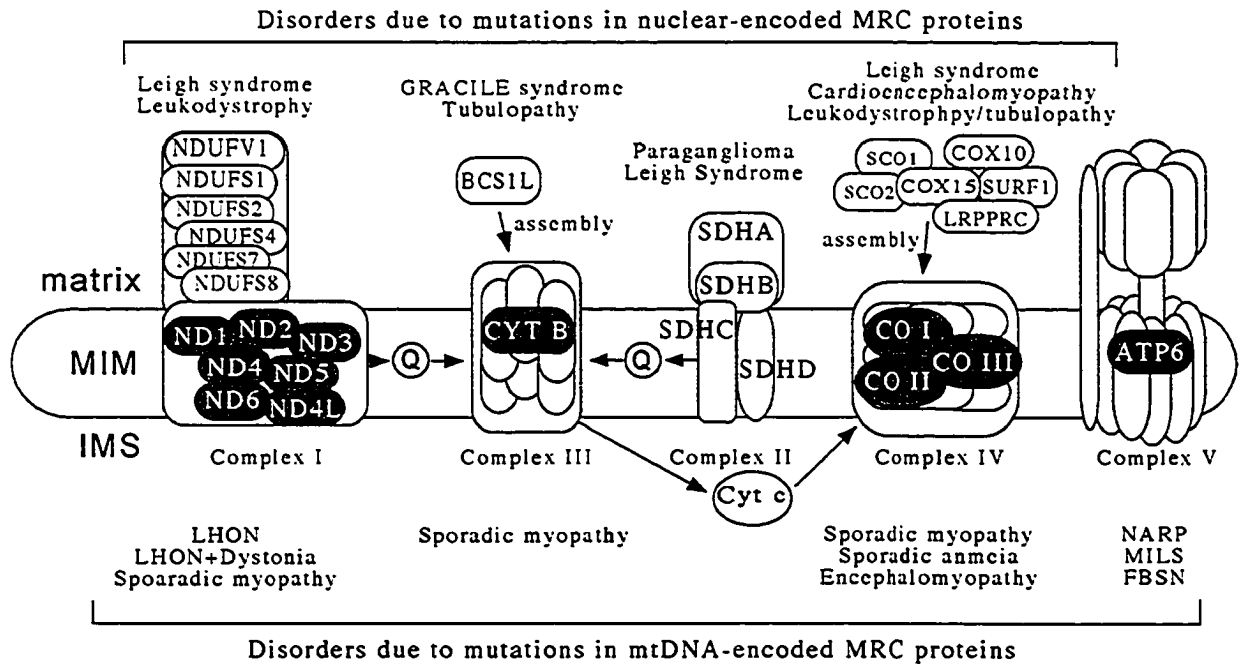 Disorders due to mutations in nuclear-encoded MRC proteins
Leigh syndrome
Leukodystrophy
GRACILE syndrome
Tubulopathy
Paraganglioma
Leigh Syndrome
Leigh syndrome
Cardioencephalomyopathy
Leukodystrophpy/tubulopathy
NDUFV1
NDUFS1
NDUFS2
NDUFS4
NDUFS7
NDUFS8
BCS1L
assembly
SDHA
SDHB
SDHC
SDHD
SCO1
COX10
SCO2
COX15
SURF1
LRPPRC
assembly
matrix
MIM
IMS
ND1
ND2
ND3
ND4
ND5
ND6
ND4L
Q
CYT B
Q
CO I
CO II
CO III
ATP6
Complex I
Complex III
Complex II
Complex IV
Complex V
Cyt c
LHON
LHON+Dystonia
Spoaradic myopathy
Sporadic myopathy
Sporadic myopathy
Sporadic anmeia
Encephalomyopathy
NARP
MILS
FBSN
Disorders due to mutations in mtDNA-encoded MRC proteins